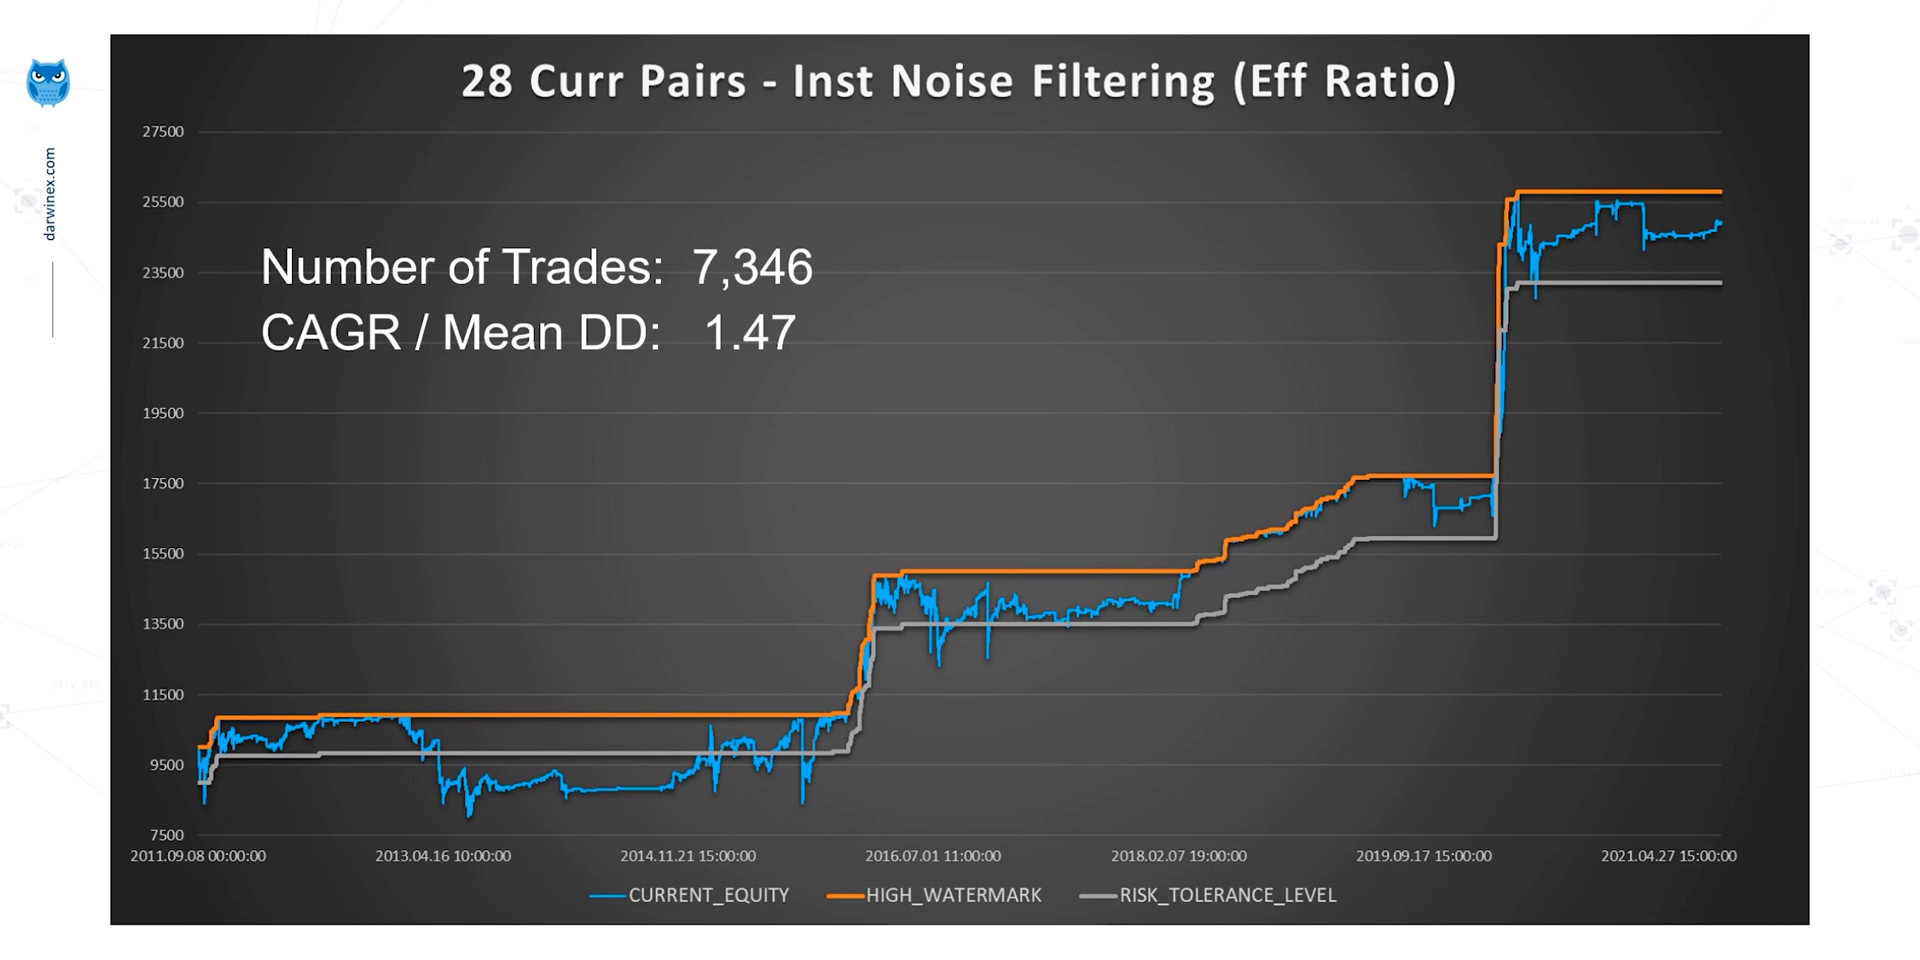 28 Curr Pairs - Inst Noise Filtering (Eff Ratio)
darwinex.com
27500
25500
23500
21500
19500
17500
15500
13500
11500
9500
7500
Number of Trades: 7,346
CAGR / Mean DD: 1.47
2011.09.08 00:00:00 2013.04.16 10:00:00 2014.11.21 15:00:00 2016.07.01 11:00:00 2018.02.07 19:00:00 2019.09.17 15:00:00 2021.04.27 15:00:00
CURRENT_EQUITY HIGH_WATERMARK RISK_TOLERANCE_LEVEL